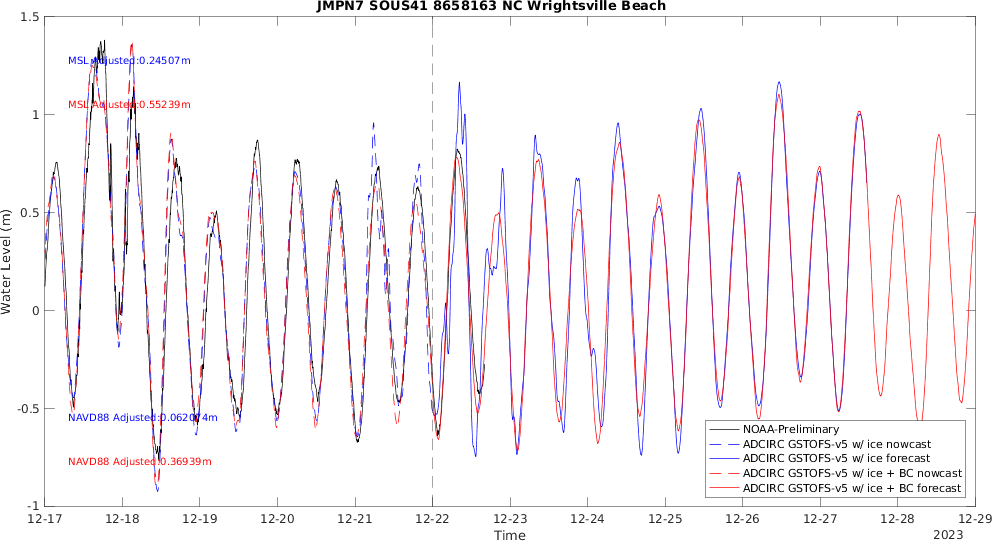 JMPN7 SOUS41 8658163 NC Wrightsville Beach
1.5
1
0.5
0
-0.5
-1
Water Level (m)
MSL Adjusted:0.24507m
MSL Adjusted:0.55239m
NAVD88 Adjusted:0.062074m
NAVD88 Adjusted:0.36939m
NOAA-Preliminary
ADCIRC GSTOFS-v5 w/ ice nowcast
ADCIRC GSTOFS-v5 w/ ice forecast
ADCIRC GSTOFS-v5 w/ ice + BC nowcast
ADCIRC GSTOFS-v5 w/ ice + BC forecast
12-17 12-18 12-19 12-20 12-21 12-22 12-23 12-24 12-25 12-26 12-27 12-28 12-29
Time
2023